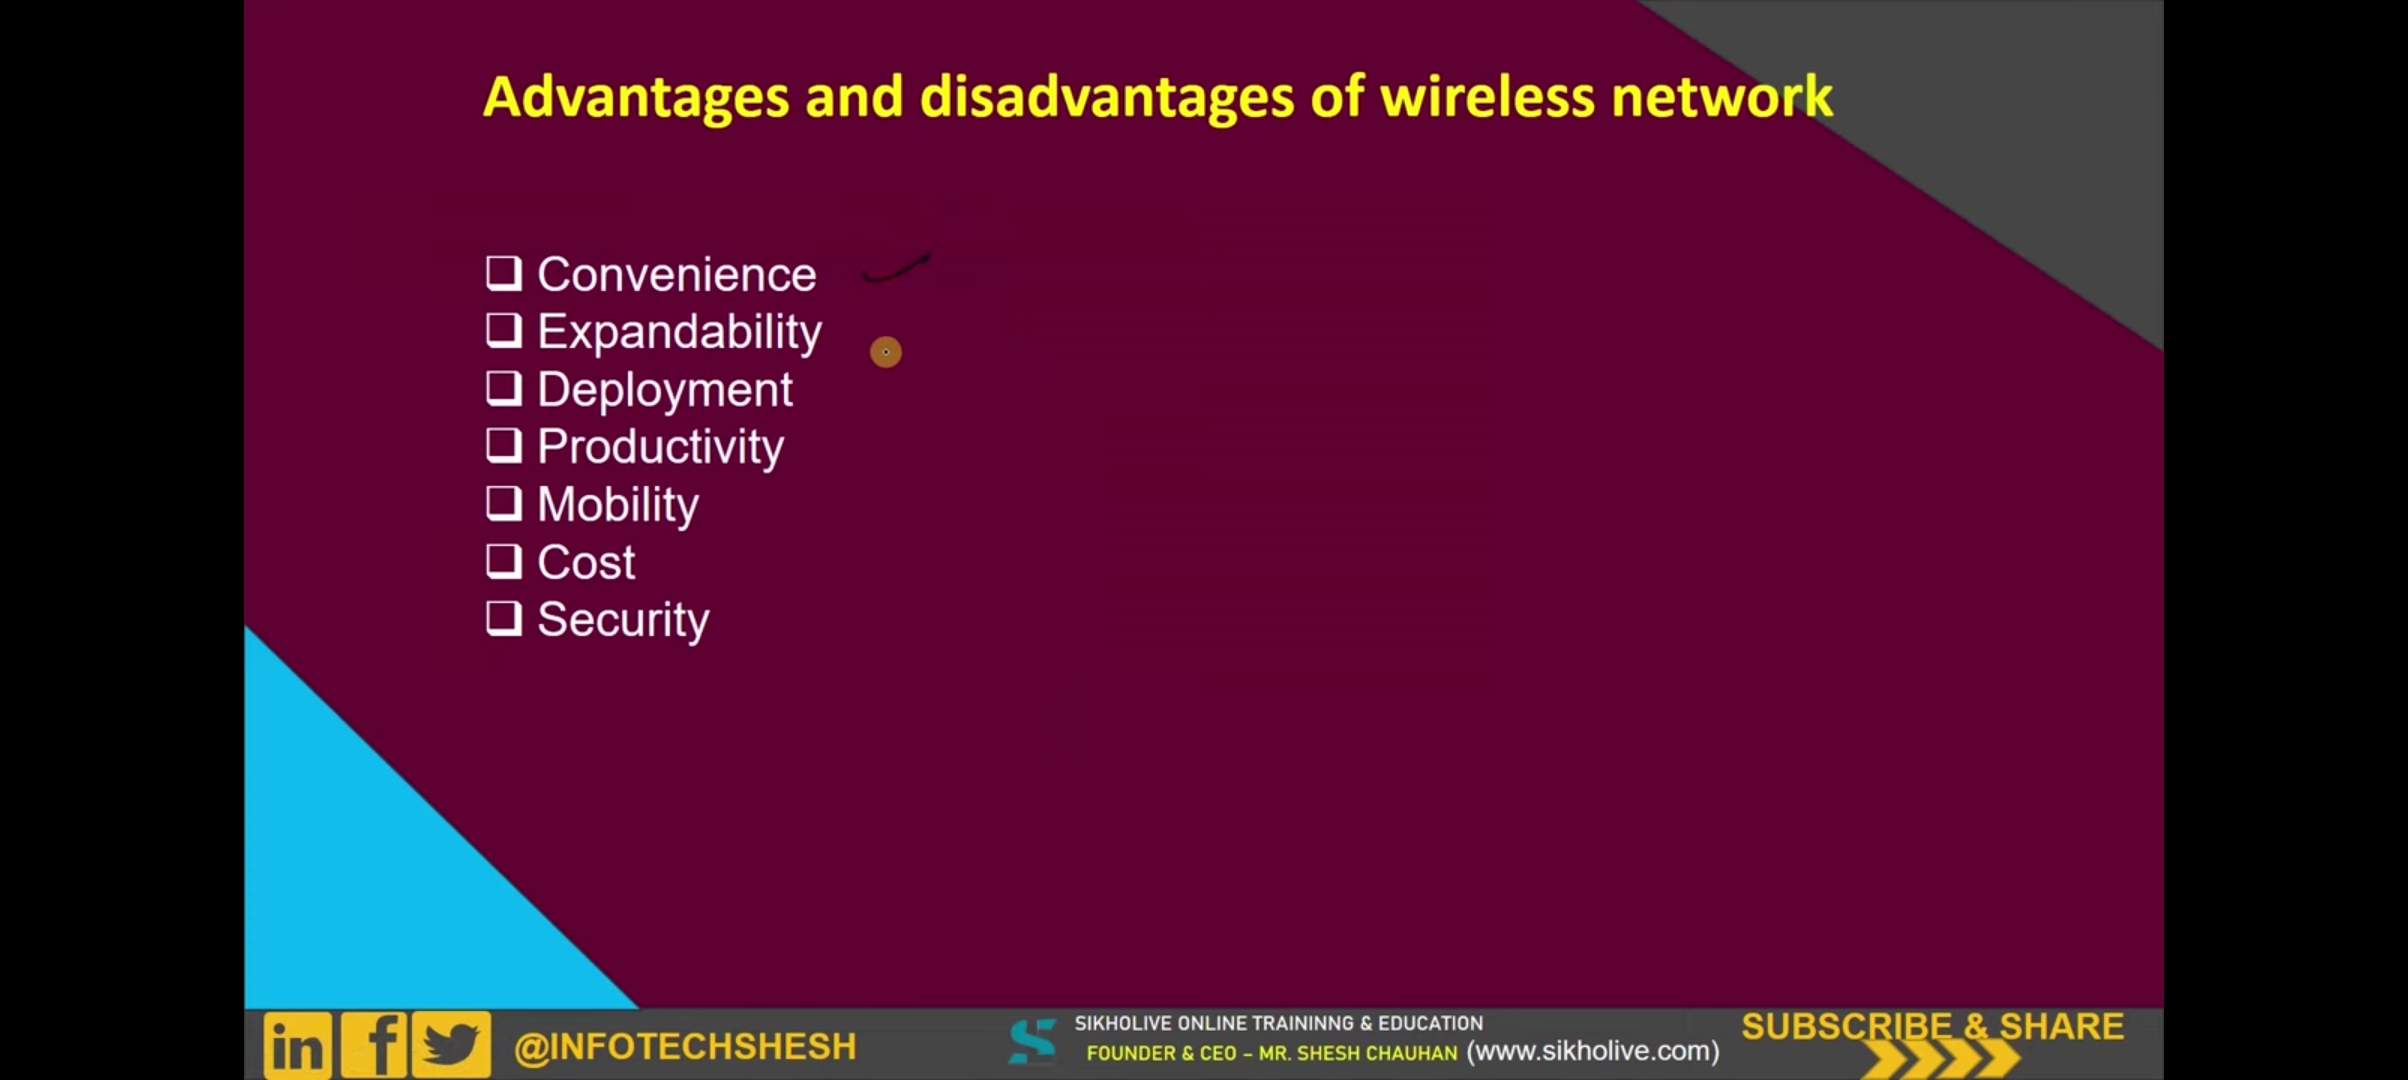 Advantages and disadvantages of wireless network
Convenience
Expandability
Deployment
Productivity
Mobility
Cost
Security
in f @INFOTECHSHESH
SIKHOLIVE ONLINE TRAININNG & EDUCATION
FOUNDER & CEO – MR. SHESH CHAUHAN (www.sikholive.com)
SUBSCRIBE & SHARE